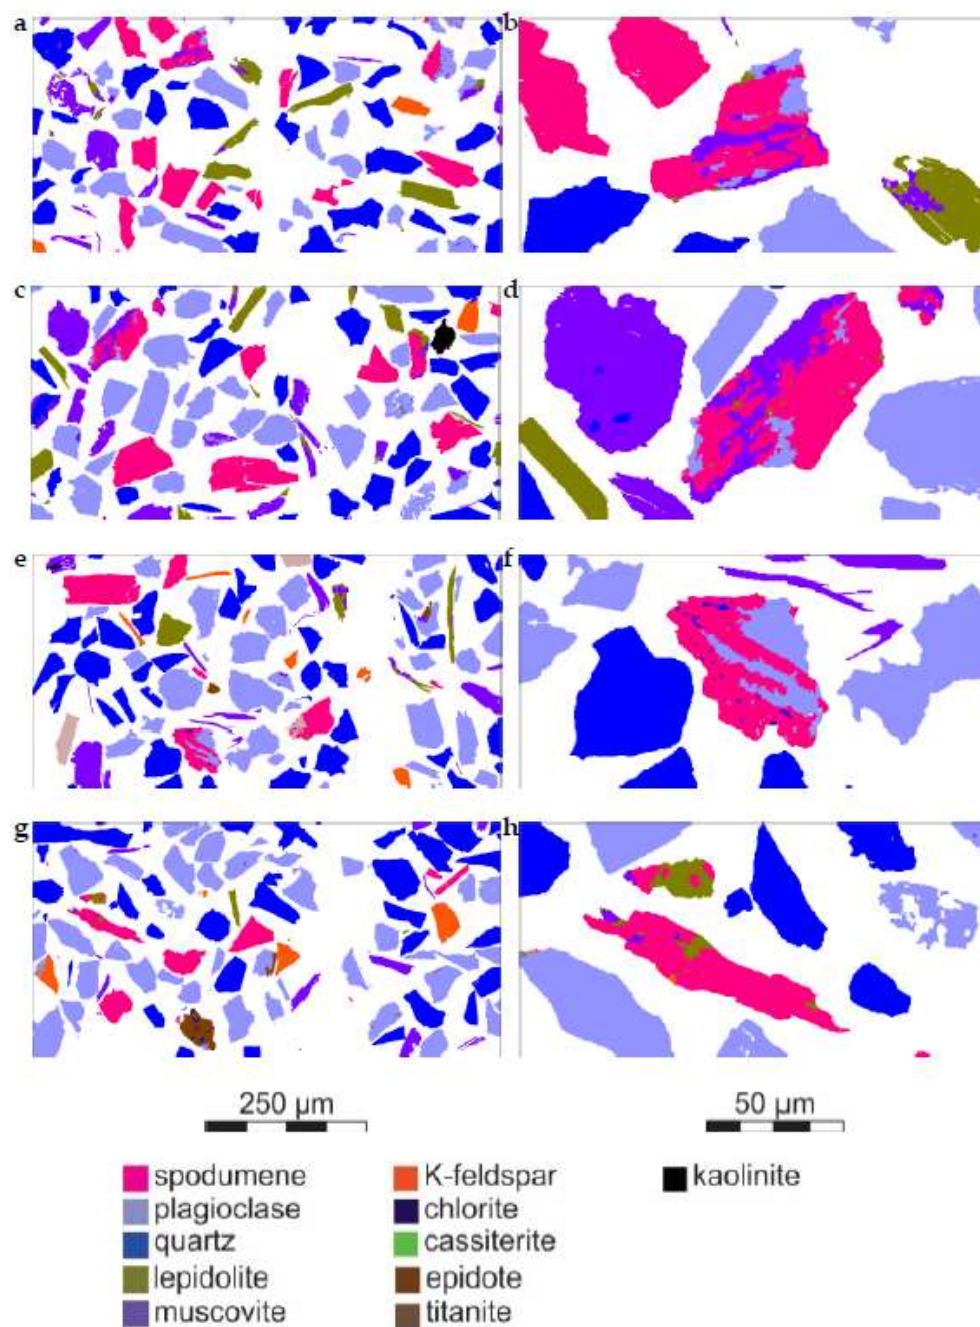 a b
c d
e f
g h
250 µm 50 µm
spodumene K-feldspar kaolinite
plagioclase chlorite
quartz cassiterite
lepidolite epidote
muscovite titanite